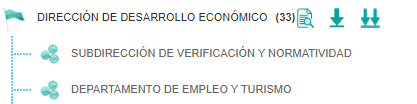 DIRECCIÓN DE DESARROLLO ECONÓMICO (33)
SUBDIRECCIÓN DE VERIFICACIÓN Y NORMATIVIDAD
DEPARTAMENTO DE EMPLEO Y TURISMO